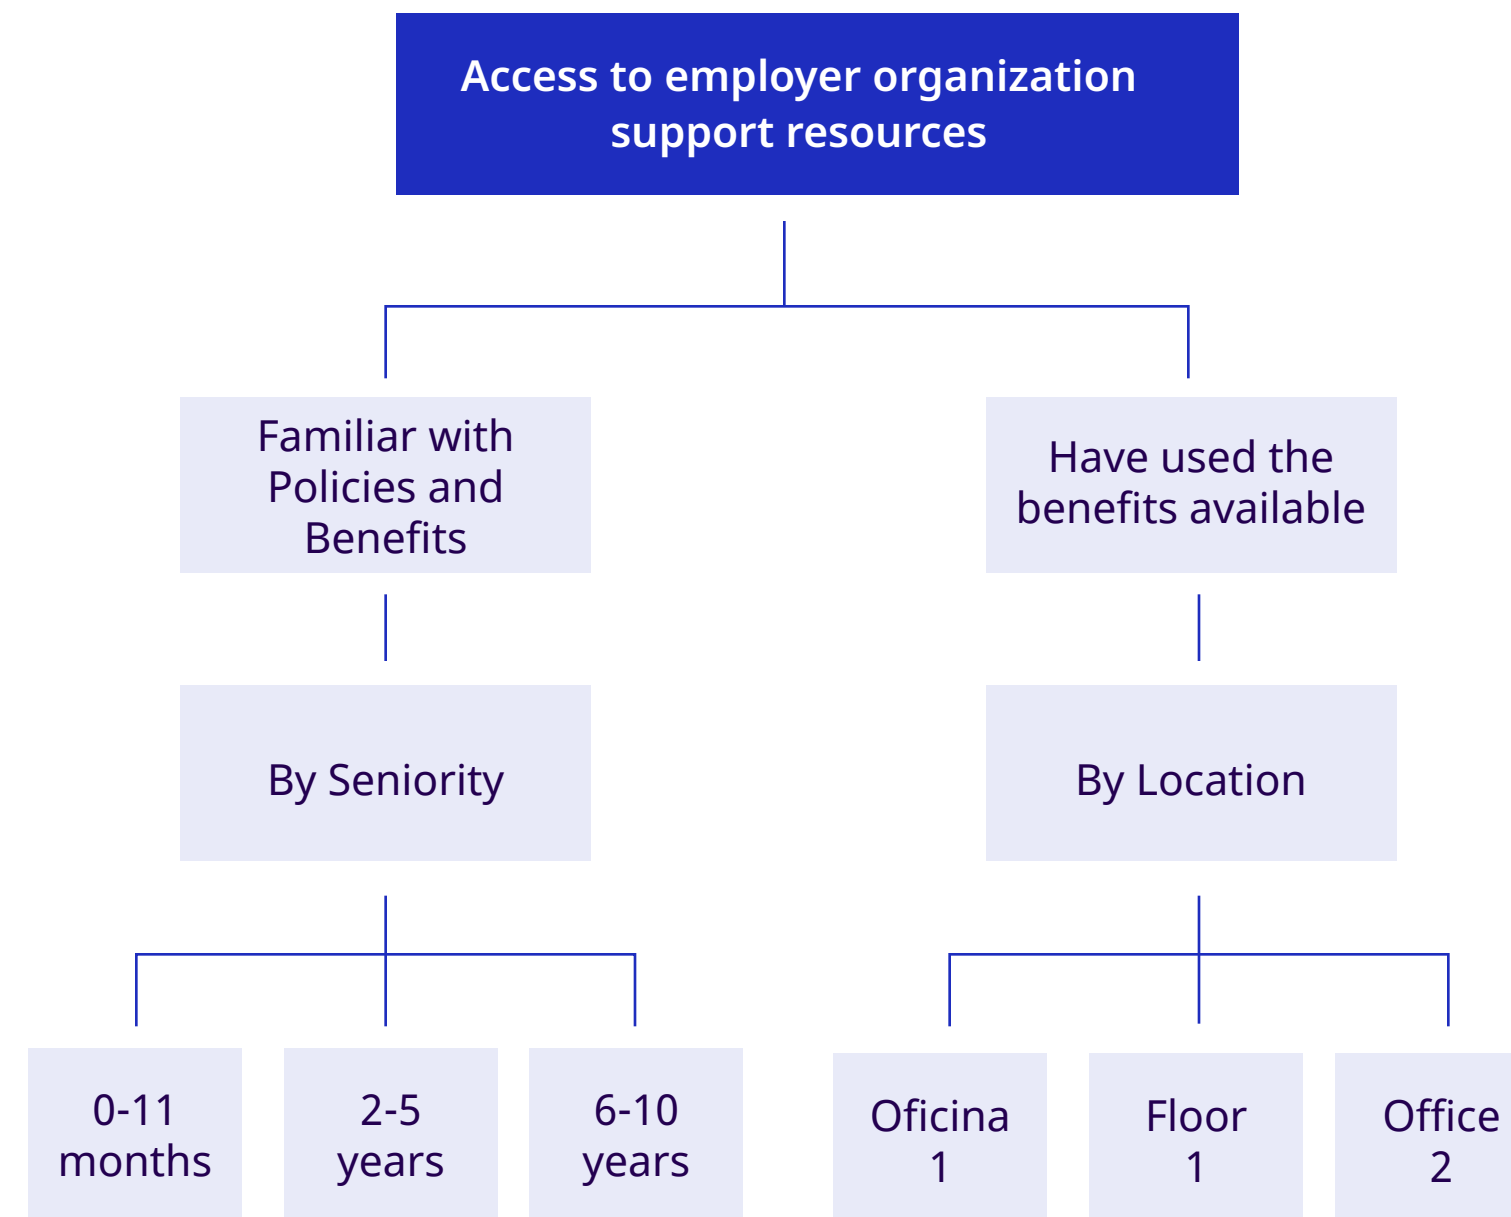 Access to employer organization
support resources
Familiar with
Policies and
Benefits
Have used the
benefits available
By Seniority
By Location
0-11
months
2-5
years
6-10
years
Oficina
1
Floor
1
Office
2